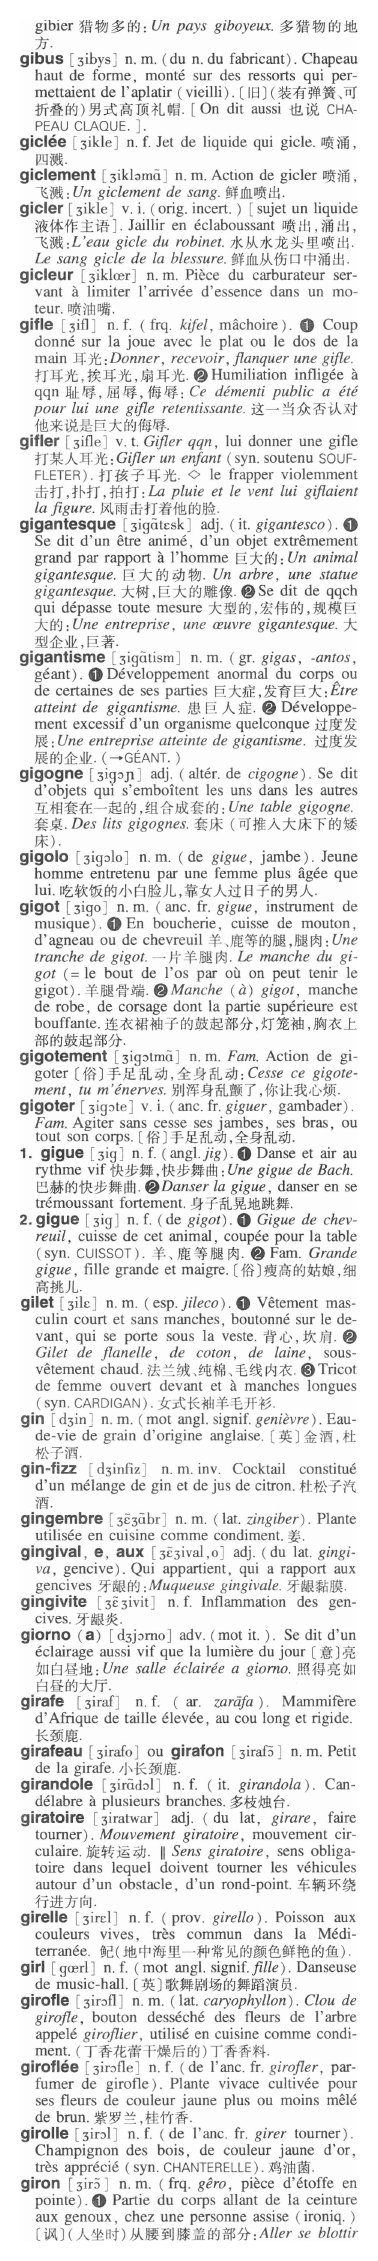 gibier 猎物多的: Un pays giboyeux. 多猎物的地
方.
gibus [ʒibys] n. m. (du n. du fabricant). Chapeau
haut de forme, monté sur des ressorts qui per-
mettaient de l'aplatir (vieilli).〔旧〕(装有弹簧、可
折叠的)男式高顶礼帽. [ On dit aussi 也说 CHA-
PEAU CLAQUE. ].
giclée [ʒikle] n. f. Jet de liquide qui gicle. 喷涌,
四溅.
giclement [ʒikləmɑ̃] n. m. Action de gicler 喷涌,
飞溅: Un giclement de sang. 鲜血喷出.
gicler [ʒikle] v. i. (orig. incert.) [ sujet un liquide
液体作主语 ]. Jaillir en éclaboussant 喷出,涌出,
飞溅: L'eau gicle du robinet. 水从水龙头里喷出.
Le sang gicle de la blessure. 鲜血从伤口中涌出.
gicleur [ʒiklœr] n. m. Pièce du carburateur ser-
vant à limiter l'arrivée d'essence dans un mo-
teur. 喷油嘴.
gifle [ʒifl] n. f. ( frq. kifel, mâchoire). ❶ Coup
donné sur la joue avec le plat ou le dos de la
main 耳光: Donner, recevoir, flanquer une gifle.
打耳光,挨耳光,扇耳光. ❷ Humiliation infligée à
qqn 耻辱,屈辱,侮辱: Ce démenti public a été
pour lui une gifle retentissante. 这一当众否认对
他来说是巨大的侮辱.
gifler [ʒifle] v. t. Gifler qqn, lui donner une gifle
打某人耳光: Gifler un enfant (syn. soutenu SOUF-
FLETER). 打孩子耳光. ◇ le frapper violemment
击打,扑打,拍打: La pluie et le vent lui giflaient
la figure. 风雨击打着他的脸.
gigantesque [ʒigɑ̃tɛsk] adj. (it. gigantesco). ❶
Se dit d'un être animé, d'un objet extrêmement
grand par rapport à l'homme 巨大的: Un animal
gigantesque. 巨大的动物. Un arbre, une statue
gigantesque. 大树,巨大的雕像. ❷ Se dit de qqch
qui dépasse toute mesure 大型的,宏伟的,规模巨
大的: Une entreprise, une œuvre gigantesque. 大
型企业,巨著.
gigantisme [ʒigɑ̃tism] n. m. (gr. gigas, -antos,
géant). ❶ Développement anormal du corps ou
de certaines de ses parties 巨大症,发育巨大: Être
atteint de gigantisme. 患巨人症. ❷ Développe-
ment excessif d'un organisme quelconque 过度发
展: Une entreprise atteinte de gigantisme. 过度发
展的企业. (→GÉANT. )
gigogne [ʒigɔɲ] adj. (altér. de cigogne). Se dit
d'objets qui s'emboîtent les uns dans les autres
互相套在一起的,组合成套的: Une table gigogne.
套桌. Des lits gigognes. 套床 (可推入大床下的矮
床).
gigolo [ʒigɔlo] n. m. ( de gigue, jambe). Jeune
homme entretenu par une femme plus âgée que
lui. 吃软饭的小白脸儿,靠女人过日子的男人.
gigot [ʒigo] n. m. (anc. fr. gigue, instrument de
musique). ❶ En boucherie, cuisse de mouton,
d'agneau ou de chevreuil 羊、鹿等的腿,腿肉: Une
tranche de gigot. 一片羊腿肉. Le manche du gi-
got (= le bout de l'os par où on peut tenir le
gigot). 羊腿骨端. ❷ Manche (à) gigot, manche
de robe, de corsage dont la partie supérieure est
bouffante. 连衣裙袖子的鼓起部分,灯笼袖,胸衣上
部的鼓起部分.
gigotement [ʒigɔtmɑ̃] n. m. Fam. Action de gi-
goter〔俗〕手足乱动,全身乱动: Cesse ce gigote-
ment, tu m'énerves. 别浑身乱颤了,你让我心烦.
gigoter [ʒigɔte] v. i. (anc. fr. giguer, gambader).
Fam. Agiter sans cesse ses jambes, ses bras, ou
tout son corps.〔俗〕手足乱动,全身乱动.
1. gigue [ʒig] n. f. (angl. jig). ❶ Danse et air au
rythme vif 快步舞,快步舞曲: Une gigue de Bach.
巴赫的快步舞曲. ❷ Danser la gigue, danser en se
trémoussant fortement. 身子乱晃地跳舞.
2. gigue [ʒig] n. f. (de gigot). ❶ Gigue de chev-
reuil, cuisse de cet animal, coupée pour la table
(syn. CUISSOT). 羊、鹿等腿肉. ❷ Fam. Grande
gigue, fille grande et maigre.〔俗〕瘦高的姑娘,细
高挑儿.
gilet [ʒilɛ] n. m. (esp. jileco). ❶ Vêtement mas-
culin court et sans manches, boutonné sur le de-
vant, qui se porte sous la veste. 背心,坎肩. ❷
Gilet de flanelle, de coton, de laine, sous-
vêtement chaud. 法兰绒、纯棉、毛线内衣. ❸ Tricot
de femme ouvert devant et à manches longues
(syn. CARDIGAN). 女式长袖羊毛开衫.
gin [dʒin] n. m. (mot angl. signif. genièvre). Eau-
de-vie de grain d'origine anglaise.〔英〕金酒,杜
松子酒.
gin-fizz [dʒinfiz] n. m. inv. Cocktail constitué
d'un mélange de gin et de jus de citron. 杜松子汽
酒.
gingembre [ʒɛ̃ʒɑ̃br] n. m. (lat. zingiber). Plante
utilisée en cuisine comme condiment. 姜.
gingival, e, aux [ʒɛ̃ʒival,o] adj. (du lat. gingi-
va, gencive). Qui appartient, qui a rapport aux
gencives 牙龈的: Muqueuse gingivale. 牙龈黏膜.
gingivite [ʒɛ̃ʒivit] n. f. Inflammation des gen-
cives. 牙龈炎.
giorno (a) [dʒjɔrno] adv. (mot it. ). Se dit d'un
éclairage aussi vif que la lumière du jour〔意〕亮
如白昼地: Une salle éclairée a giorno. 照得亮如
白昼的大厅.
girafe [ʒiraf] n. f. ( ar. zarāfa ). Mammifère
d'Afrique de taille élevée, au cou long et rigide.
长颈鹿.
girafeau [ʒirafo] ou girafon [ʒirafɔ̃] n. m. Petit
de la girafe. 小长颈鹿.
girandole [ʒirɑ̃dɔl] n. f. ( it. girandola). Can-
délabre à plusieurs branches. 多枝烛台.
giratoire [ʒiratwar] adj. ( du lat, girare, faire
tourner). Mouvement giratoire, mouvement cir-
culaire. 旋转运动. ‖ Sens giratoire, sens obliga-
toire dans lequel doivent tourner les véhicules
autour d'un obstacle, d'un rond-point. 车辆环绕
行进方向.
girelle [ʒirɛl] n. f. ( prov. girello). Poisson aux
couleurs vives, très commun dans la Médi-
terranée. 鲃(地中海里一种常见的颜色鲜艳的鱼).
girl [gœrl] n. f. (mot angl. signif. fille). Danseuse
de music-hall.〔英〕歌舞剧场的舞蹈演员.
girofle [ʒirɔfl] n. m. (lat. caryophyllon). Clou de
girofle, bouton desséché des fleurs de l'arbre
appelé giroflier, utilisé en cuisine comme condi-
ment. (丁香花蕾干燥后的)丁香香料.
giroflée [ʒirɔfle] n. f. ( de l'anc. fr. girofler, par-
fumer de girofle). Plante vivace cultivée pour
ses fleurs de couleur jaune plus ou moins mêlé
de brun. 紫罗兰,桂竹香.
girolle [ʒirɔl] n. f. ( de l'anc. fr. girer tourner).
Champignon des bois, de couleur jaune d'or,
très apprécié (syn. CHANTERELLE). 鸡油菌.
giron [ʒirɔ̃] n. m. (frq. gêro, pièce d'étoffe en
pointe). ❶ Partie du corps allant de la ceinture
aux genoux, chez une personne assise (ironiq. )
〔讽〕(人坐时)从腰到膝盖的部分: Aller se blottir